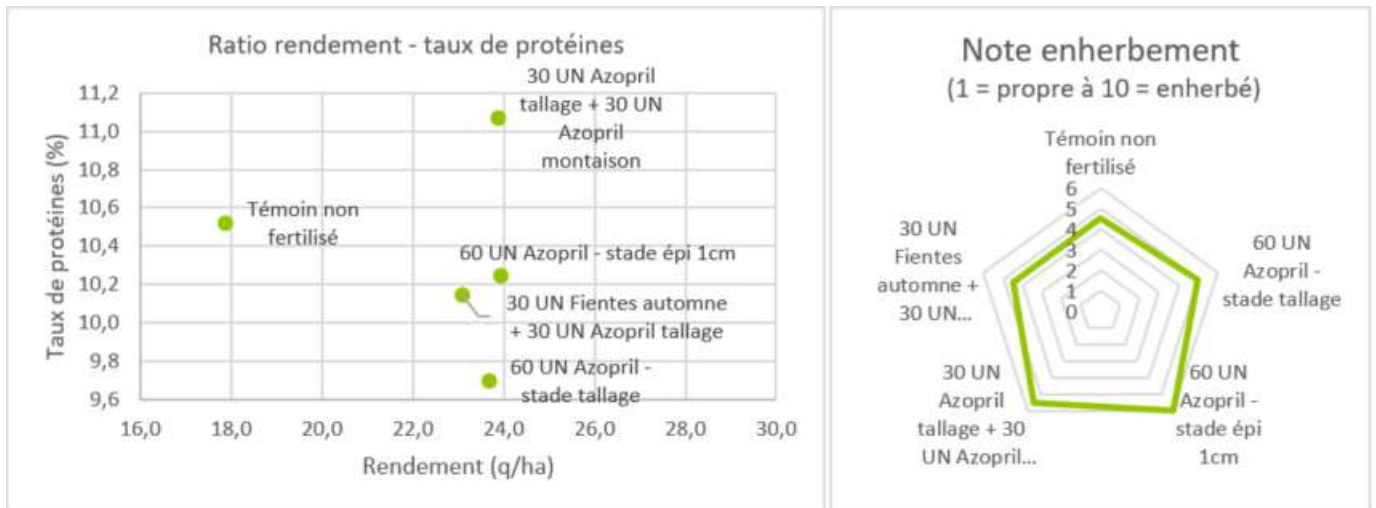 Ratio rendement - taux de protéines
30 UN Azopril
tallage + 30 UN
Azopril
montaison
Témoin non
fertilisé
60 UN Azopril - stade épi 1cm
30 UN Fientes automne
+ 30 UN Azopril tallage
60 UN Azopril -
stade tallage
Taux de protéines (%)
11,2
11,0
10,8
10,6
10,4
10,2
10,0
9,8
9,6
16,0 18,0 20,0 22,0 24,0 26,0 28,0 30,0
Rendement (q/ha)
Note enherbement
(1 = propre à 10 = enherbé)
Témoin non
fertilisé
6
5
4
3
2
1
0
60 UN
Azopril -
stade tallage
60 UN
Azopril -
stade épi
1cm
30 UN
Azopril
tallage + 30
UN Azopril...
30 UN
Fientes
automne +
30 UN...